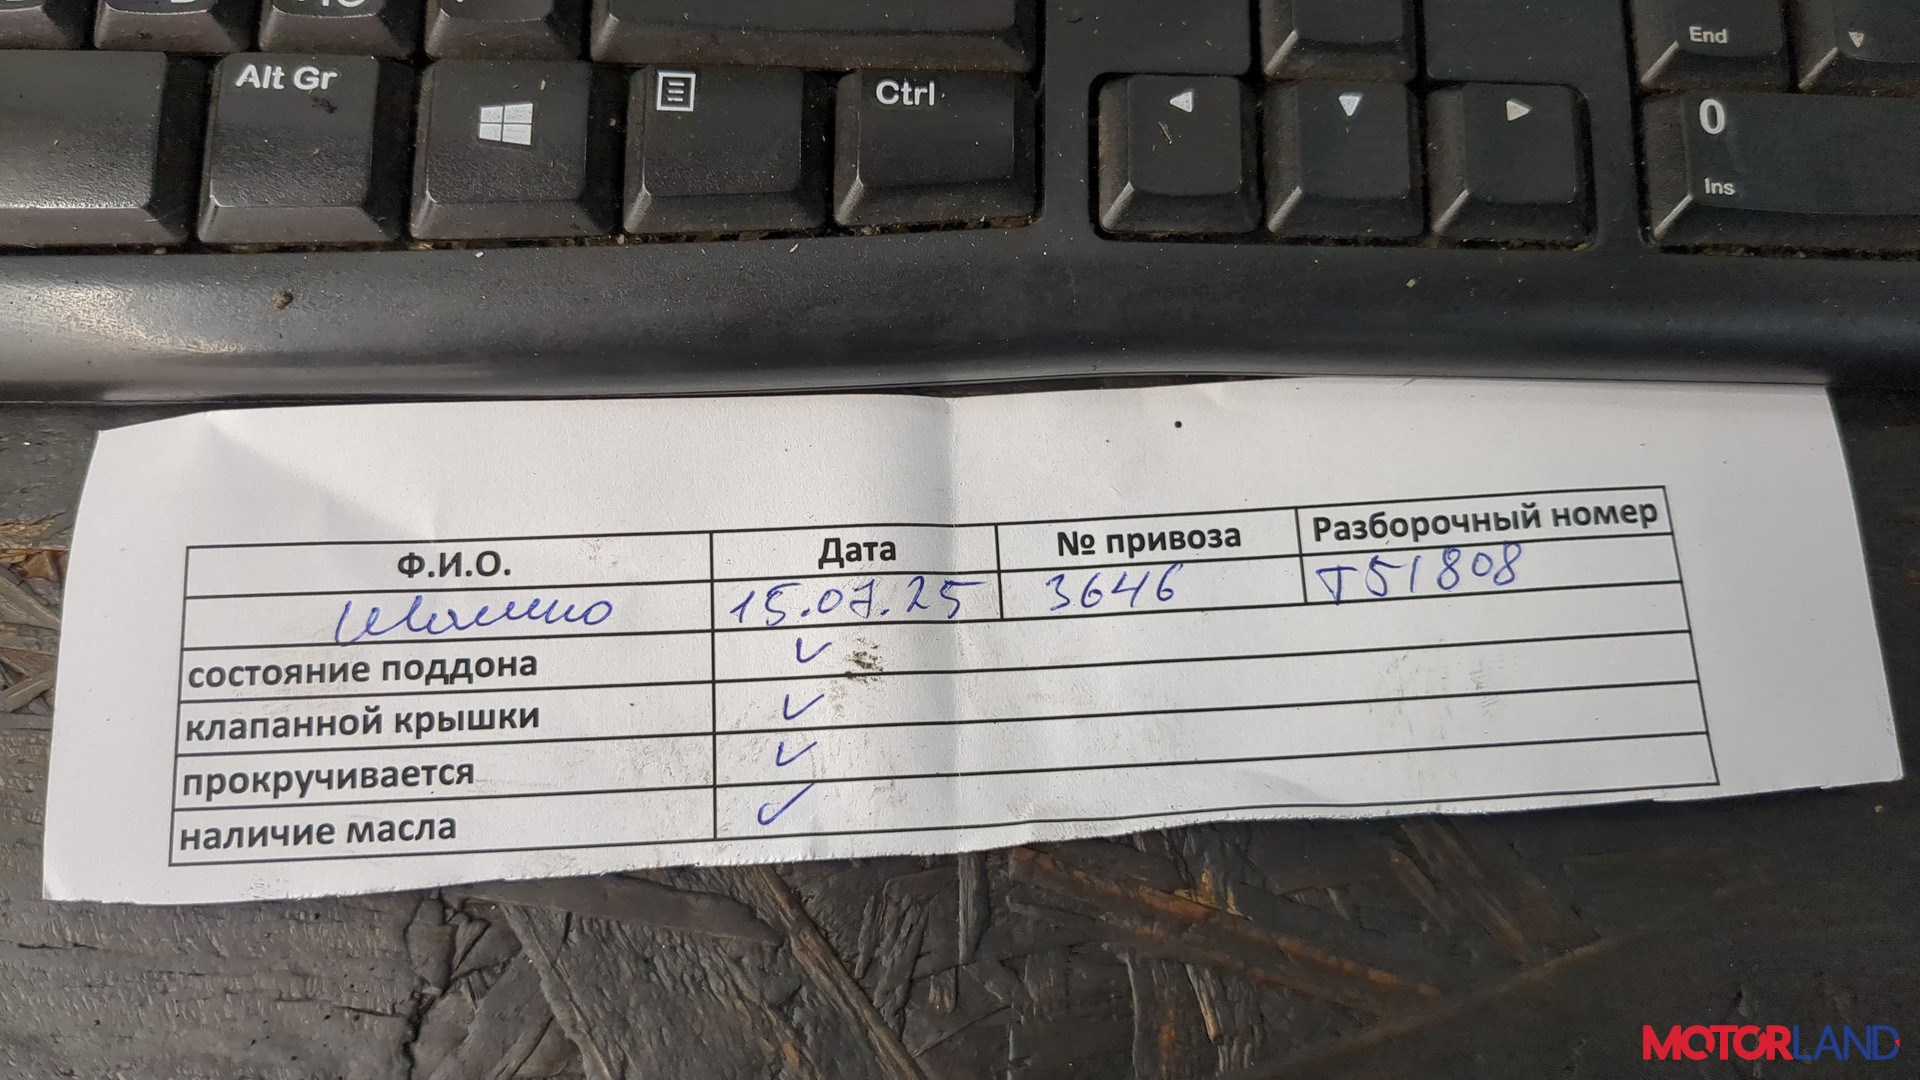 End
Alt Gr
Ctrl
0
Ins
Ф.И.О. Дата № привоза Разборочный номер
15.07.25 3646 T51808
состояние поддона ✓
клапанной крышки ✓
прокручивается ✓
наличие масла ✓
MOTORLAND